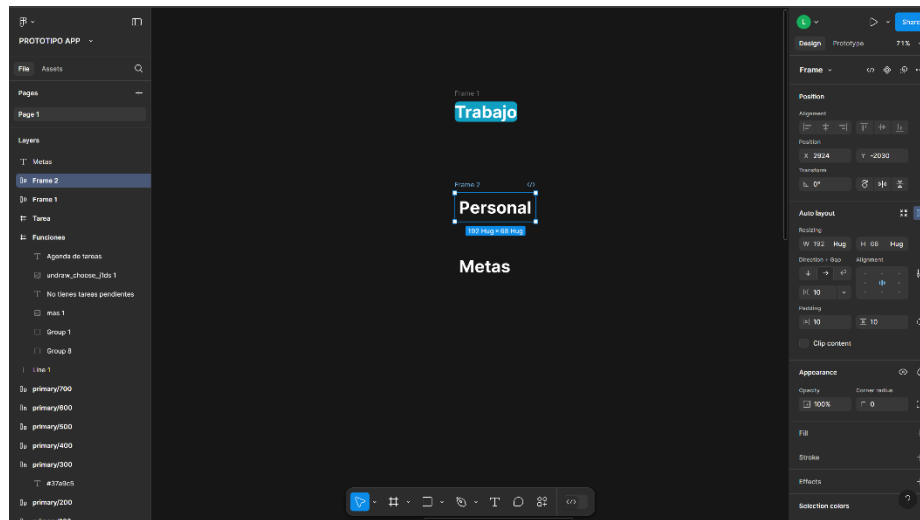 PROTOTIPO APP
File Assets
Pages
Page 1
Layers
Metas
Frame 2
Frame 1
Tarea
Funciones
Agenda de tareas
undraw_choose_j1ds 1
No tienes tareas pendientes
mas 1
Group 1
Group 8
Line 1
primary/700
primary/600
primary/500
primary/400
primary/300
#37a9c5
primary/200
Frame 1
Trabajo
Frame 2
Personal
192 Hug × 68 Hug
Metas
L
Share
Design Prototype 71%
Frame
Position
Alignment
Position
X 2924 Y -2030
Transform
0°
Auto layout
Resizing
W 192 Hug H 68 Hug
Direction + Gap Alignment
10
Padding
10 10
Clip content
Appearance
Opacity Corner radius
100% 0
Fill
Stroke
Effects
Selection colors
?